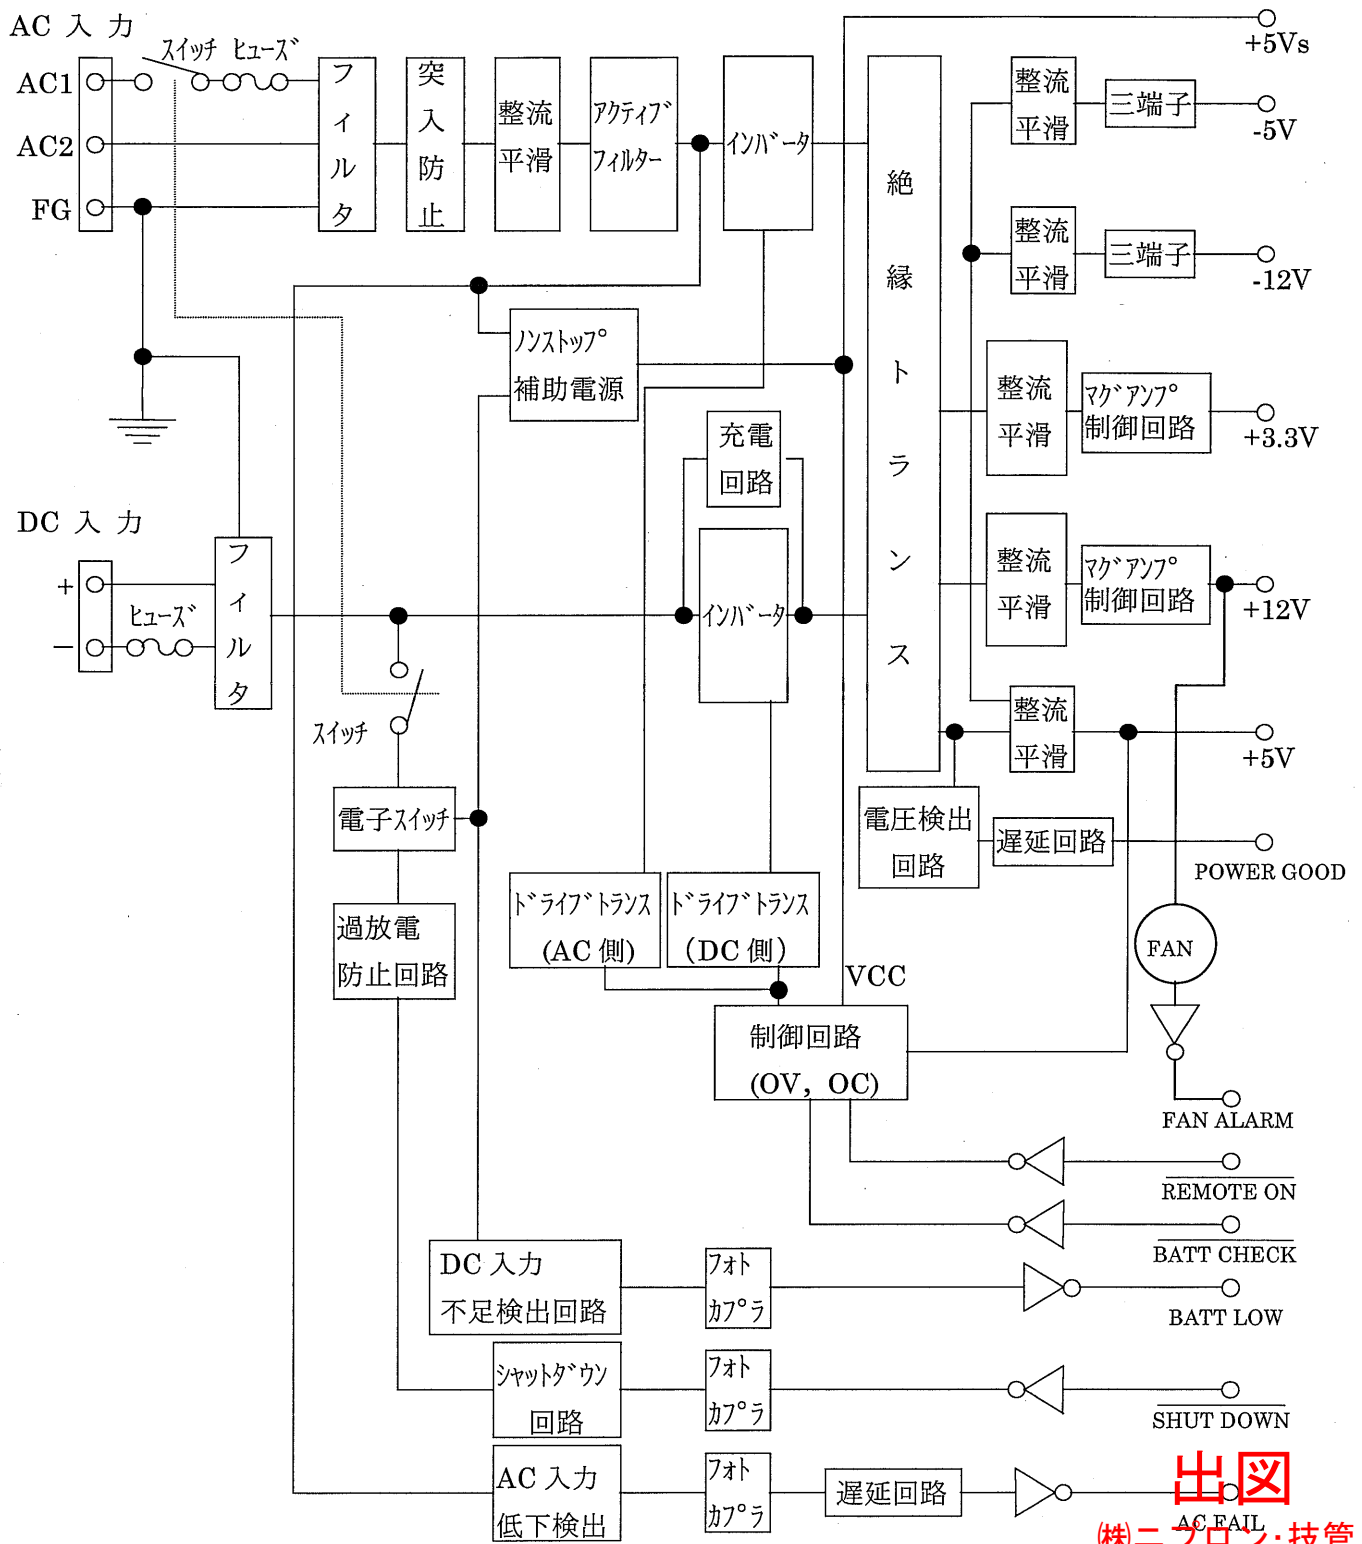 AC 入 力
スイッチ ヒューズ
AC1
AC2
FG
フィルタ
突入防止
整流
平滑
アクティブ
フィルター
インバータ
絶縁トランス
+5Vs
整流
平滑
三端子
-5V
整流
平滑
三端子
-12V
ノンストップ
補助電源
整流
平滑
マグアンプ
制御回路
+3.3V
充電
回路
DC 入 力
+
ヒューズ
−
フィルタ
インバータ
整流
平滑
マグアンプ
制御回路
+12V
スイッチ
整流
平滑
+5V
電子スイッチ
電圧検出
回路
遅延回路
POWER GOOD
過放電
防止回路
ドライブトランス
(AC 側)
ドライブトランス
(DC 側)
FAN
VCC
制御回路
(OV, OC)
FAN ALARM
REMOTE ON
BATT CHECK
DC 入力
不足検出回路
フォト
カプラ
BATT LOW
シャットダウン
回路
フォト
カプラ
SHUT DOWN
AC 入力
低下検出
フォト
カプラ
遅延回路
AC FAIL
出図
㈱ニプロン・技管